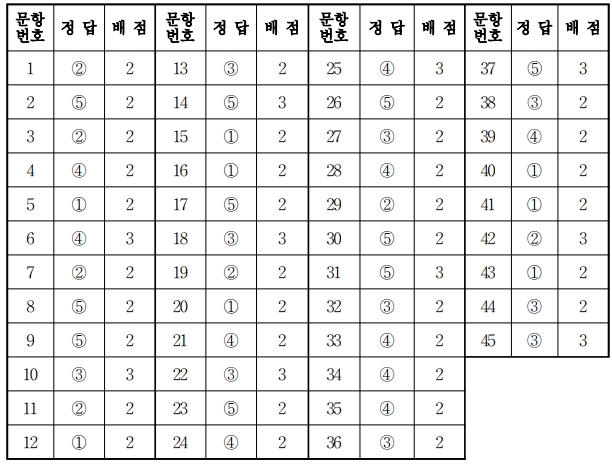 문항 번호 정 답 배 점 문항 번호 정 답 배 점 문항 번호 정 답 배 점 문항 번호 정 답 배 점
1 ② 2 13 ③ 2 25 ④ 3 37 ⑤ 3
2 ⑤ 2 14 ⑤ 3 26 ⑤ 2 38 ③ 2
3 ② 2 15 ① 2 27 ③ 2 39 ④ 2
4 ④ 2 16 ① 2 28 ④ 2 40 ① 2
5 ① 2 17 ⑤ 2 29 ② 2 41 ① 2
6 ④ 3 18 ③ 3 30 ⑤ 2 42 ② 3
7 ② 2 19 ② 2 31 ⑤ 3 43 ① 2
8 ⑤ 2 20 ① 2 32 ③ 2 44 ③ 2
9 ⑤ 2 21 ④ 2 33 ④ 2 45 ③ 3
10 ③ 3 22 ③ 3 34 ④ 2
11 ② 2 23 ⑤ 2 35 ④ 2
12 ① 2 24 ④ 2 36 ③ 2